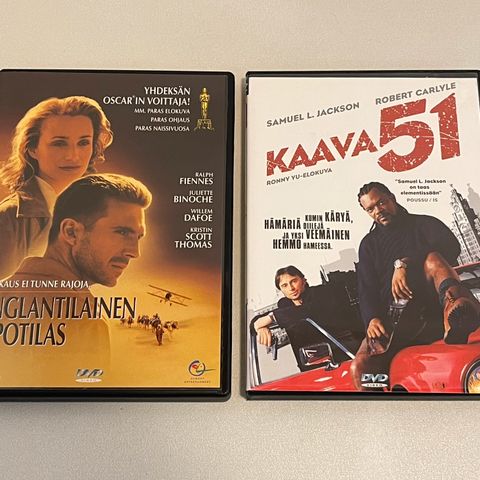 YHDEKSÄN
OSCAR®IN VOITTAJA!
MM. PARAS ELOKUVA
PARAS OHJAUS
PARAS NAISSIVUOSA
RALPH
FIENNES
JULIETTE
BINOCHE
WILLEM
DAFOE
KRISTIN
SCOTT
THOMAS
KAUS EI TUNNE RAJOJA,
NGLANTILAINEN
POTILAS
DVD
VIDEO
SAMUEL L. JACKSON
ROBERT CARLYLE
KAAVA 51
RONNY YU-ELOKUVA
"Samuel L. Jackson
on taas
elementissään"
POUSSU / IS
HÄMÄRIÄ KUMIN KÄRYÄ,
DIILEJÄ
JA YKSI VEEMÄINEN
HEMMO HAMEESSA.
DVD
VIDEO